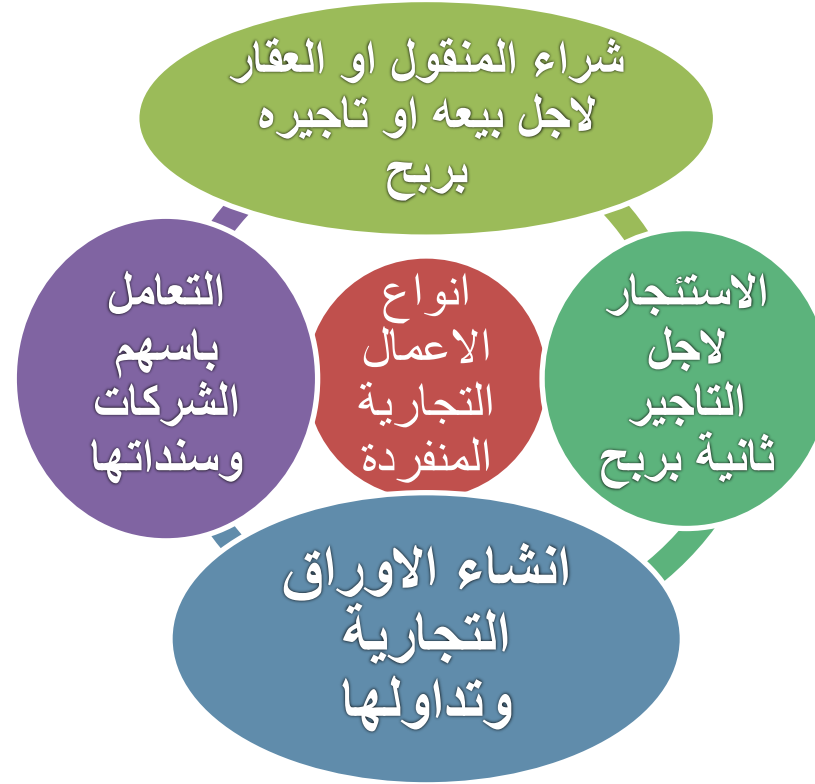 شراء المنقول او العقار
لاجل بيعه او تاجيره
بربح
الاستئجار
لاجل
التاجير
ثانية بربح
انواع
الاعمال
التجارية
المنفردة
التعامل
باسهم
الشركات
وسنداتها
انشاء الاوراق
التجارية
وتداولها